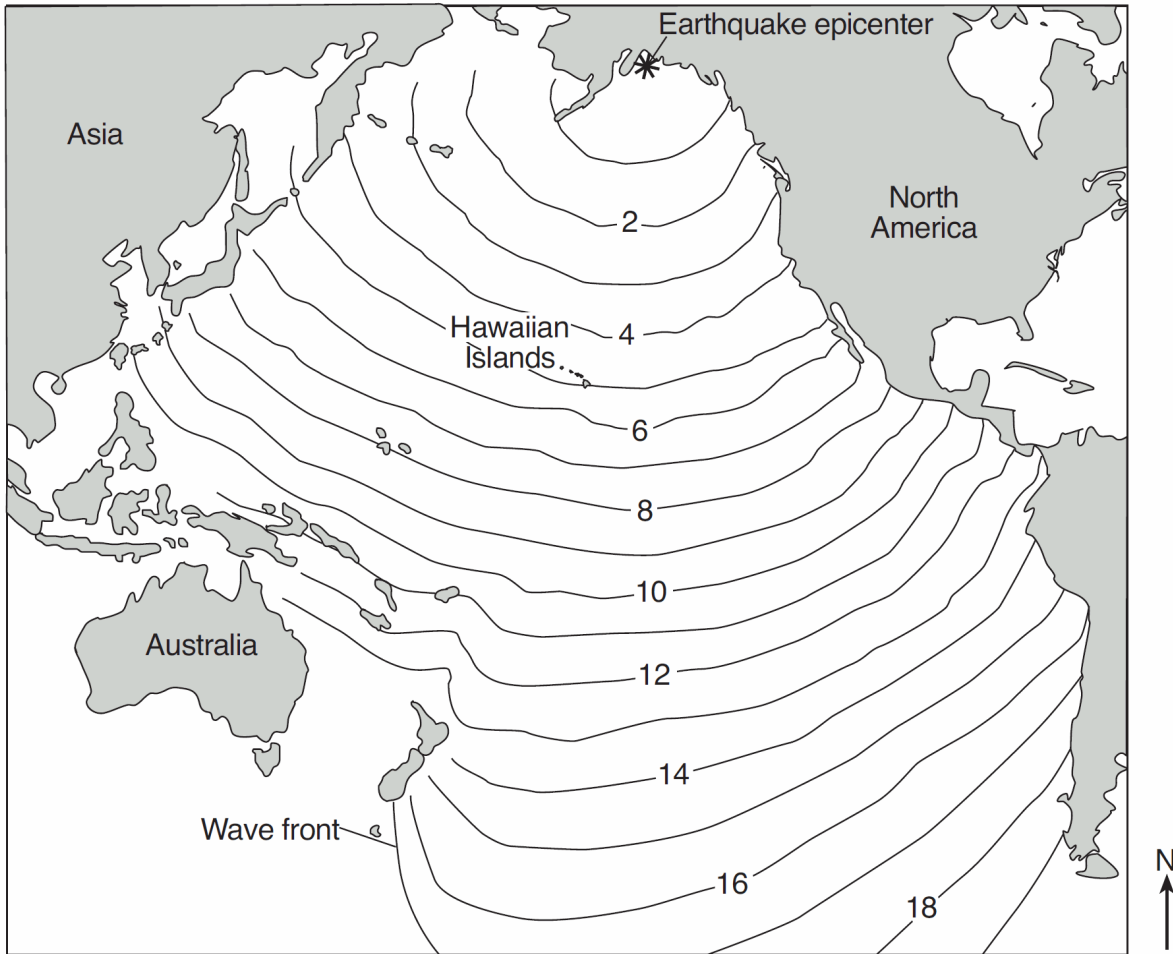 Earthquake epicenter
Asia
North
America
2
Hawaiian
Islands
4
6
8
10
Australia
12
14
Wave front
16
18
N